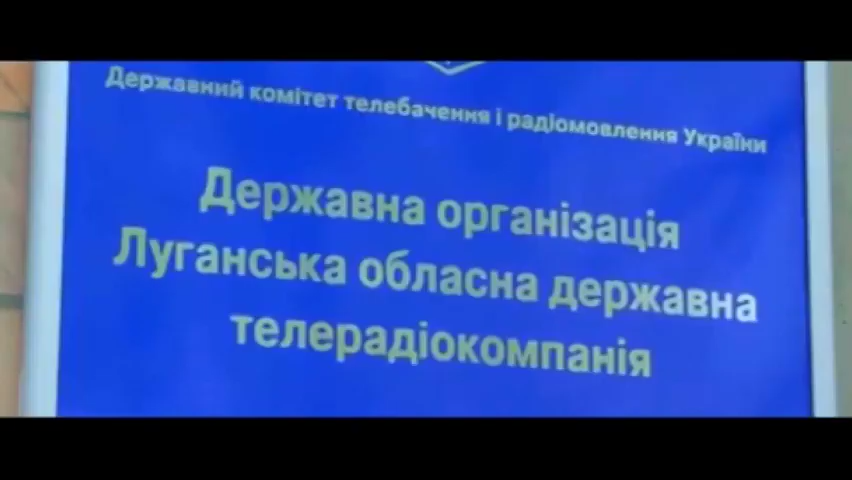 Державний комітет телебачення і радіомовлення України
Державна організація
Луганська обласна державна
телерадіокомпанія